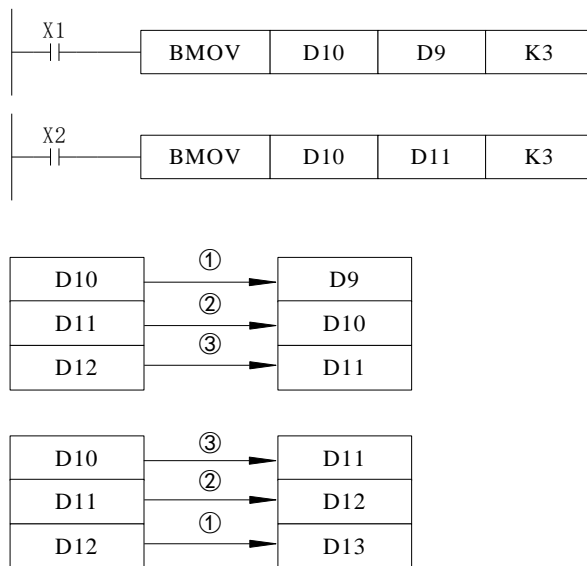 X1
BMOV D10 D9 K3
X2
BMOV D10 D11 K3
D10 ① D9
D11 ② D10
D12 ③ D11
D10 ③ D11
D11 ② D12
D12 ① D13